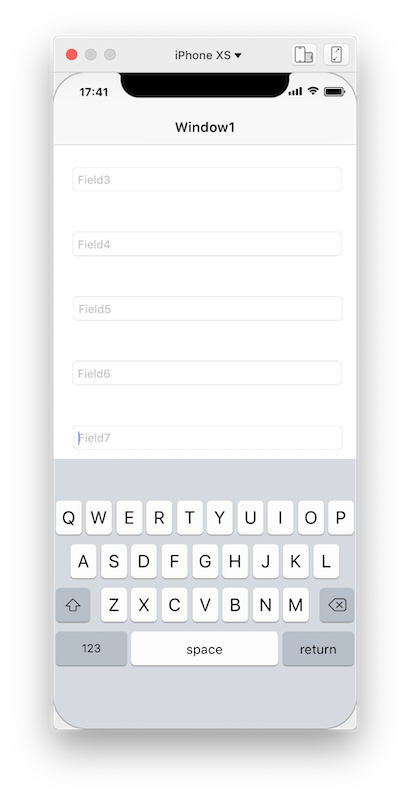 iPhone XS
17:41
Window1
Field3
Field4
Field5
Field6
Field7
Q W E R T Y U I O P
A S D F G H J K L
Z X C V B N M
123 space return